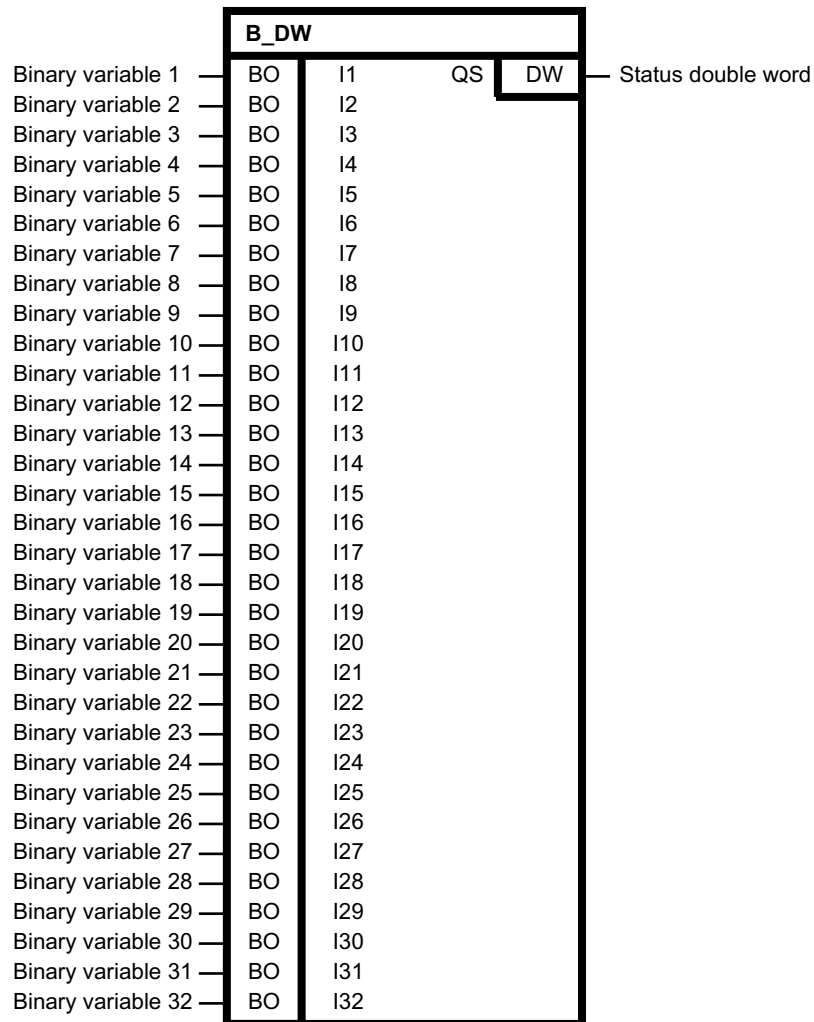 B_DW
Binary variable 1 BO I1 QS DW Status double word
Binary variable 2 BO I2
Binary variable 3 BO I3
Binary variable 4 BO I4
Binary variable 5 BO I5
Binary variable 6 BO I6
Binary variable 7 BO I7
Binary variable 8 BO I8
Binary variable 9 BO I9
Binary variable 10 BO I10
Binary variable 11 BO I11
Binary variable 12 BO I12
Binary variable 13 BO I13
Binary variable 14 BO I14
Binary variable 15 BO I15
Binary variable 16 BO I16
Binary variable 17 BO I17
Binary variable 18 BO I18
Binary variable 19 BO I19
Binary variable 20 BO I20
Binary variable 21 BO I21
Binary variable 22 BO I22
Binary variable 23 BO I23
Binary variable 24 BO I24
Binary variable 25 BO I25
Binary variable 26 BO I26
Binary variable 27 BO I27
Binary variable 28 BO I28
Binary variable 29 BO I29
Binary variable 30 BO I30
Binary variable 31 BO I31
Binary variable 32 BO I32